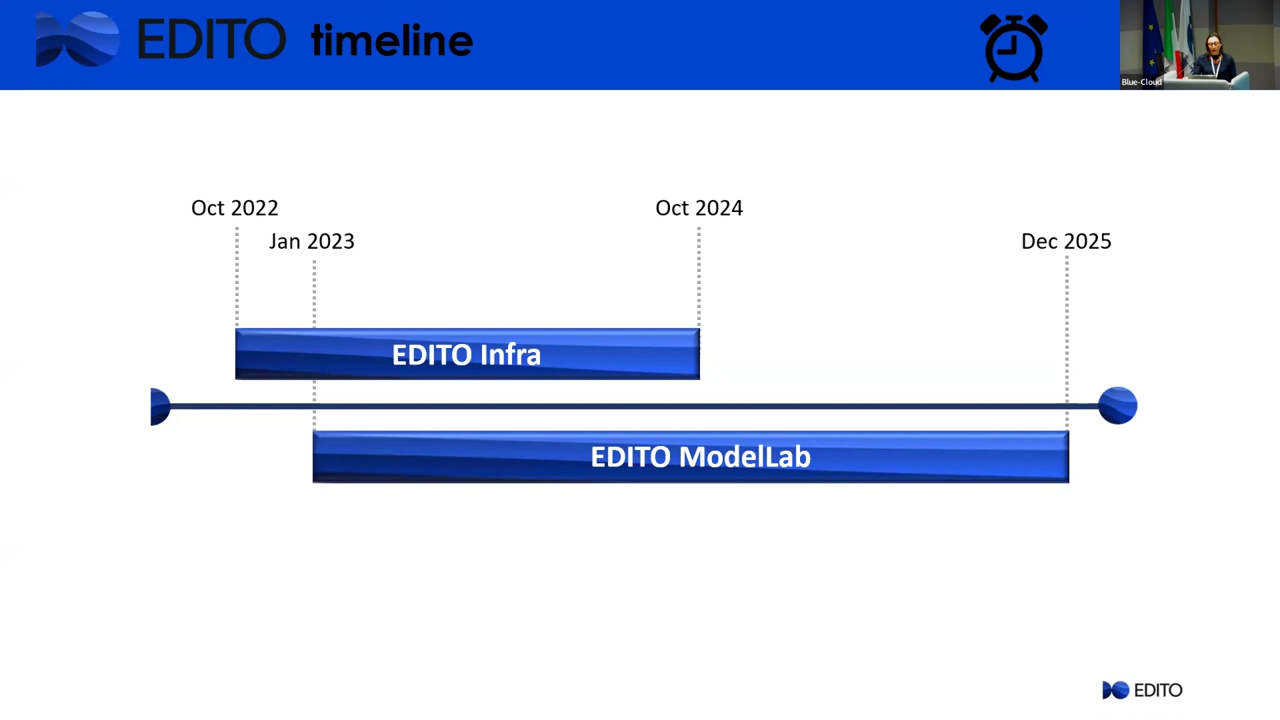 EDITO timeline
Blue-Cloud
Oct 2022
Oct 2024
Jan 2023
Dec 2025
EDITO Infra
EDITO ModelLab
EDITO